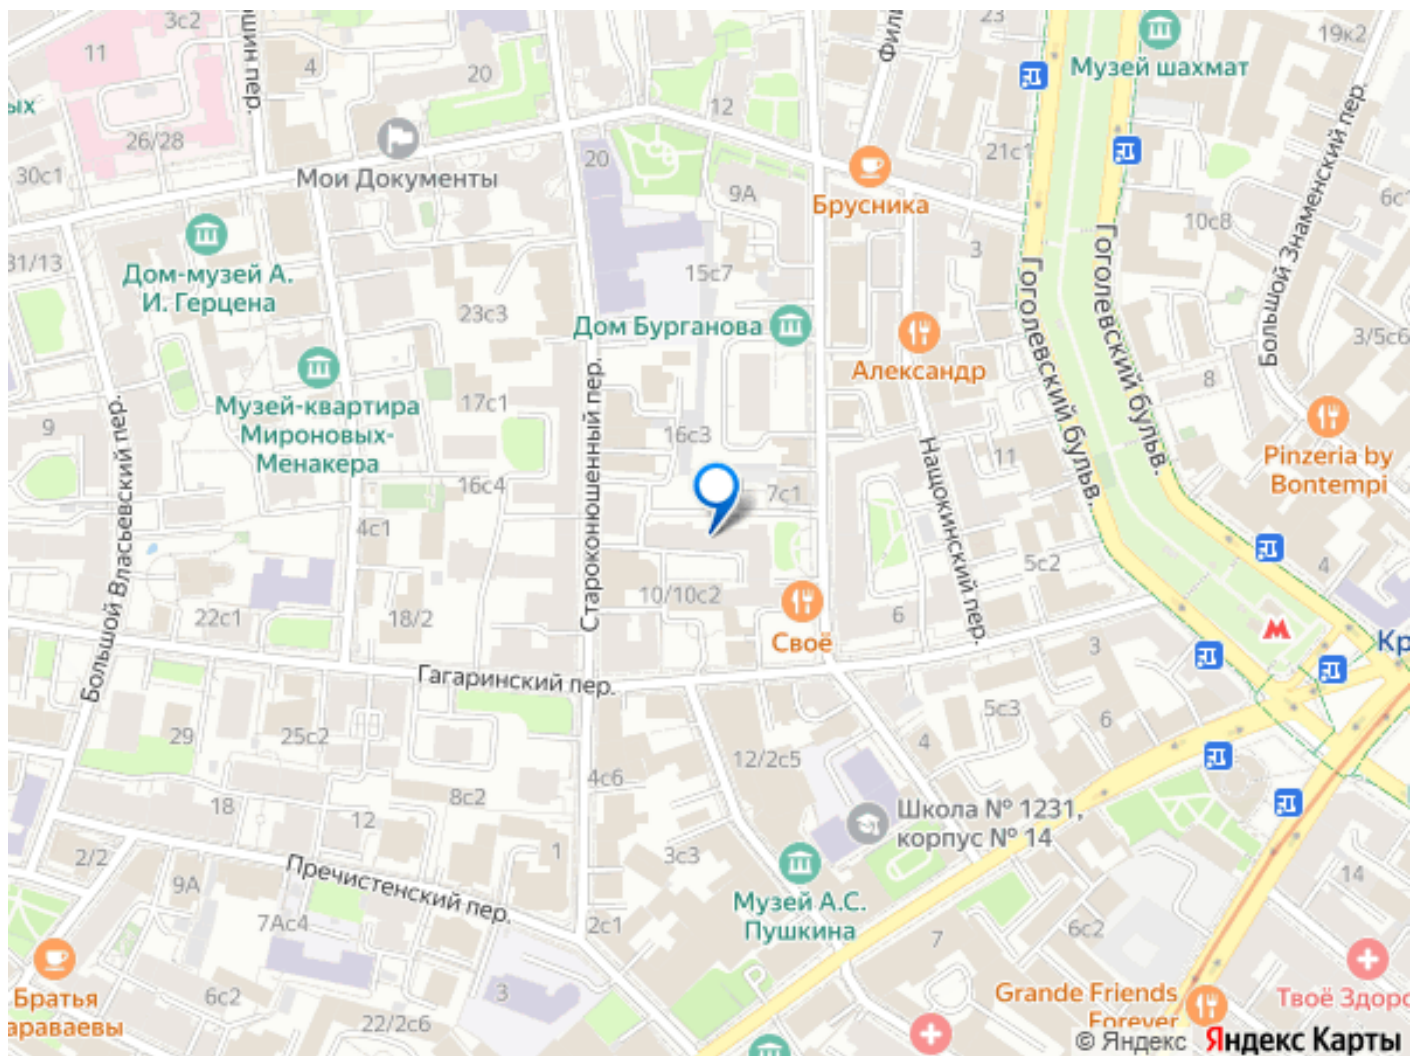 3с2
11
4
20
12
23
19к2
Музей шахмат
26/28
30с1
Мои Документы
20
9А
Брусника
21с1
10с8
6с1
3
31/13
Дом-музей А.
И. Герцена
15с7
23с3
Дом Бурганова
Александр
Гоголевский бульв.
Гоголевский бульв.
Большой Знаменский пер.
3/5с6
8
Музей-квартира
Мироновых-
Менакера
17с1
16с3
9
Большой Власьевский пер.
Староконюшенный пер.
Нащокинский пер.
11
Pinzeria by
Bontempi
16с4
7с1
4с1
5с2
4
10/10с2
22с1
18/2
6
Своё
3
Гагаринский пер.
29
25с2
5с3
6
4
12/2с5
4с6
8с2
18
12
Школа № 1231,
корпус № 14
2/2
1
3с3
Пречистенский пер.
9А
14
7Ас4
2с1
Музей А.С.
Пушкина
7
6с2
Братья
6с2
3
22/2с6
Grande Friends
Forever
© Яндекс
Яндекс Карты